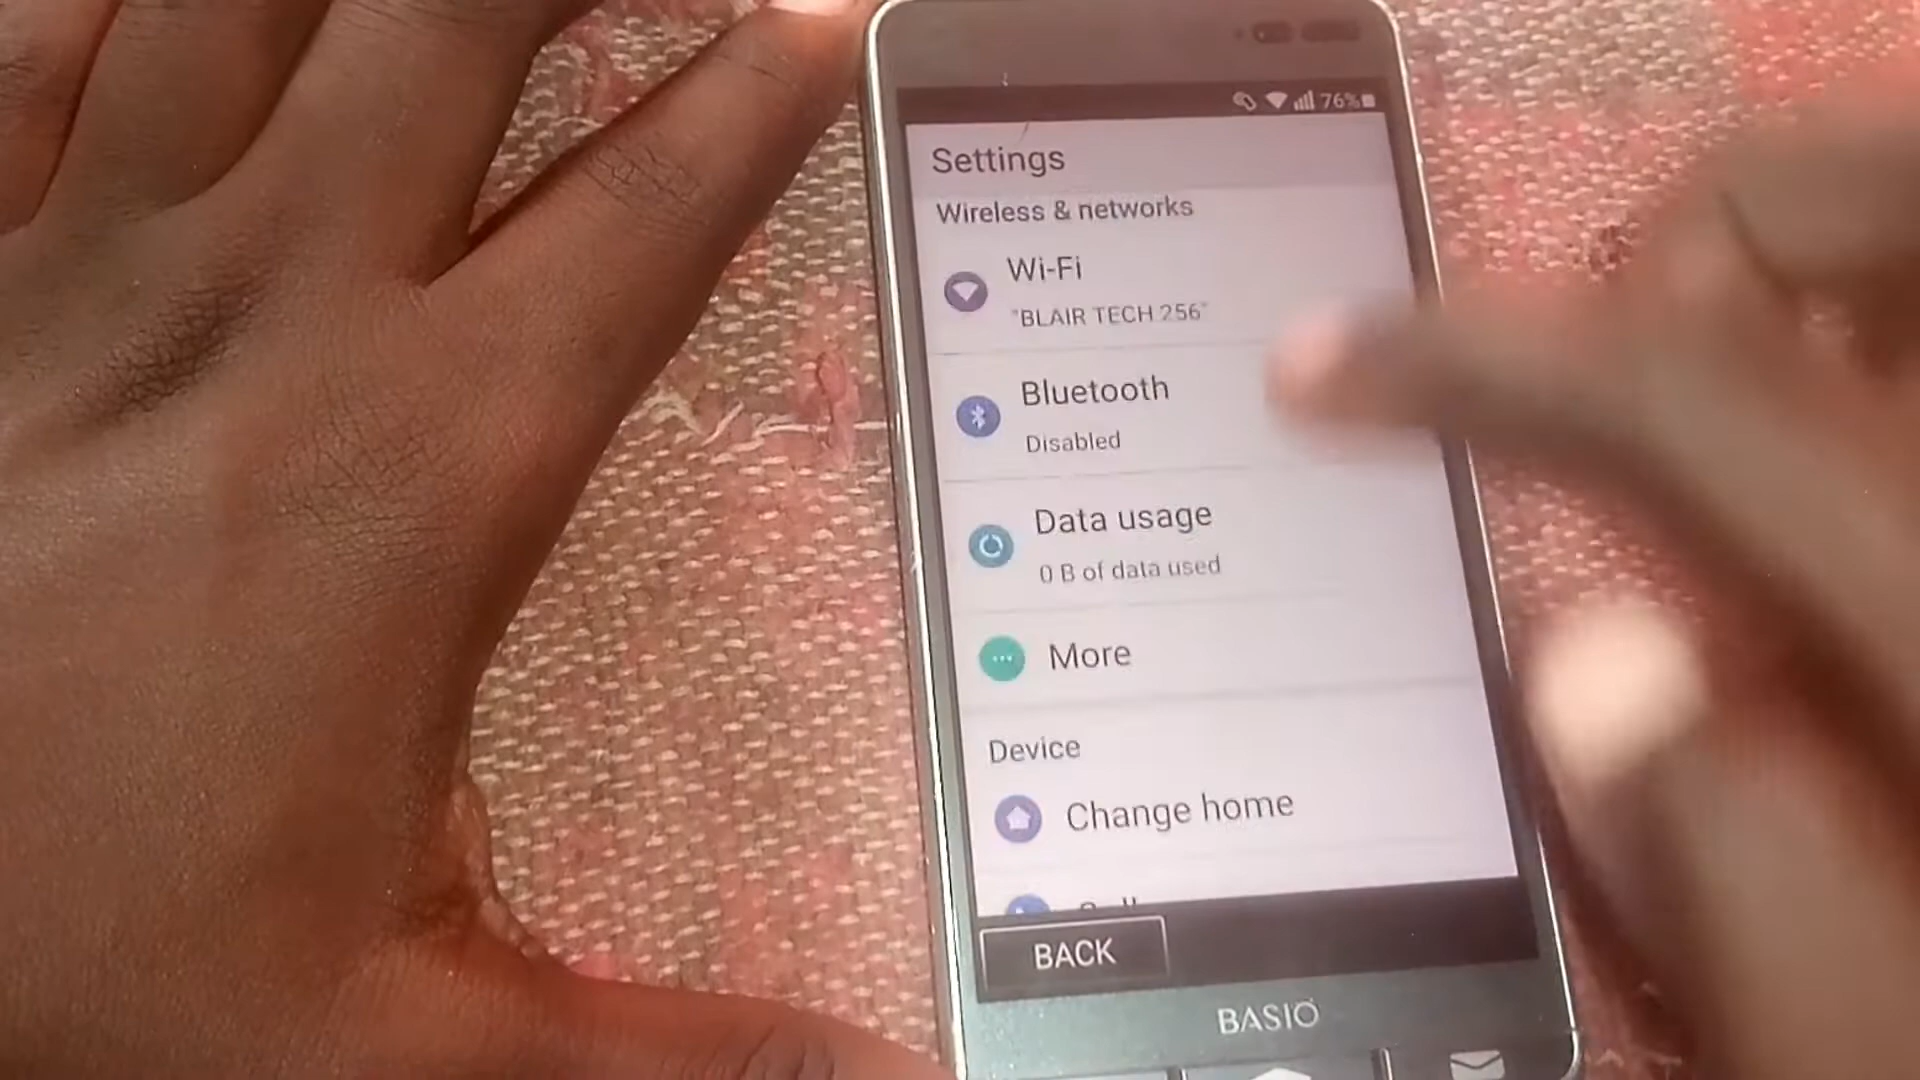 76%
Settings
Wireless & networks
Wi-Fi
"BLAIR TECH 256"
Bluetooth
Disabled
Data usage
0 B of data used
More
Device
Change home
BACK
BASIO